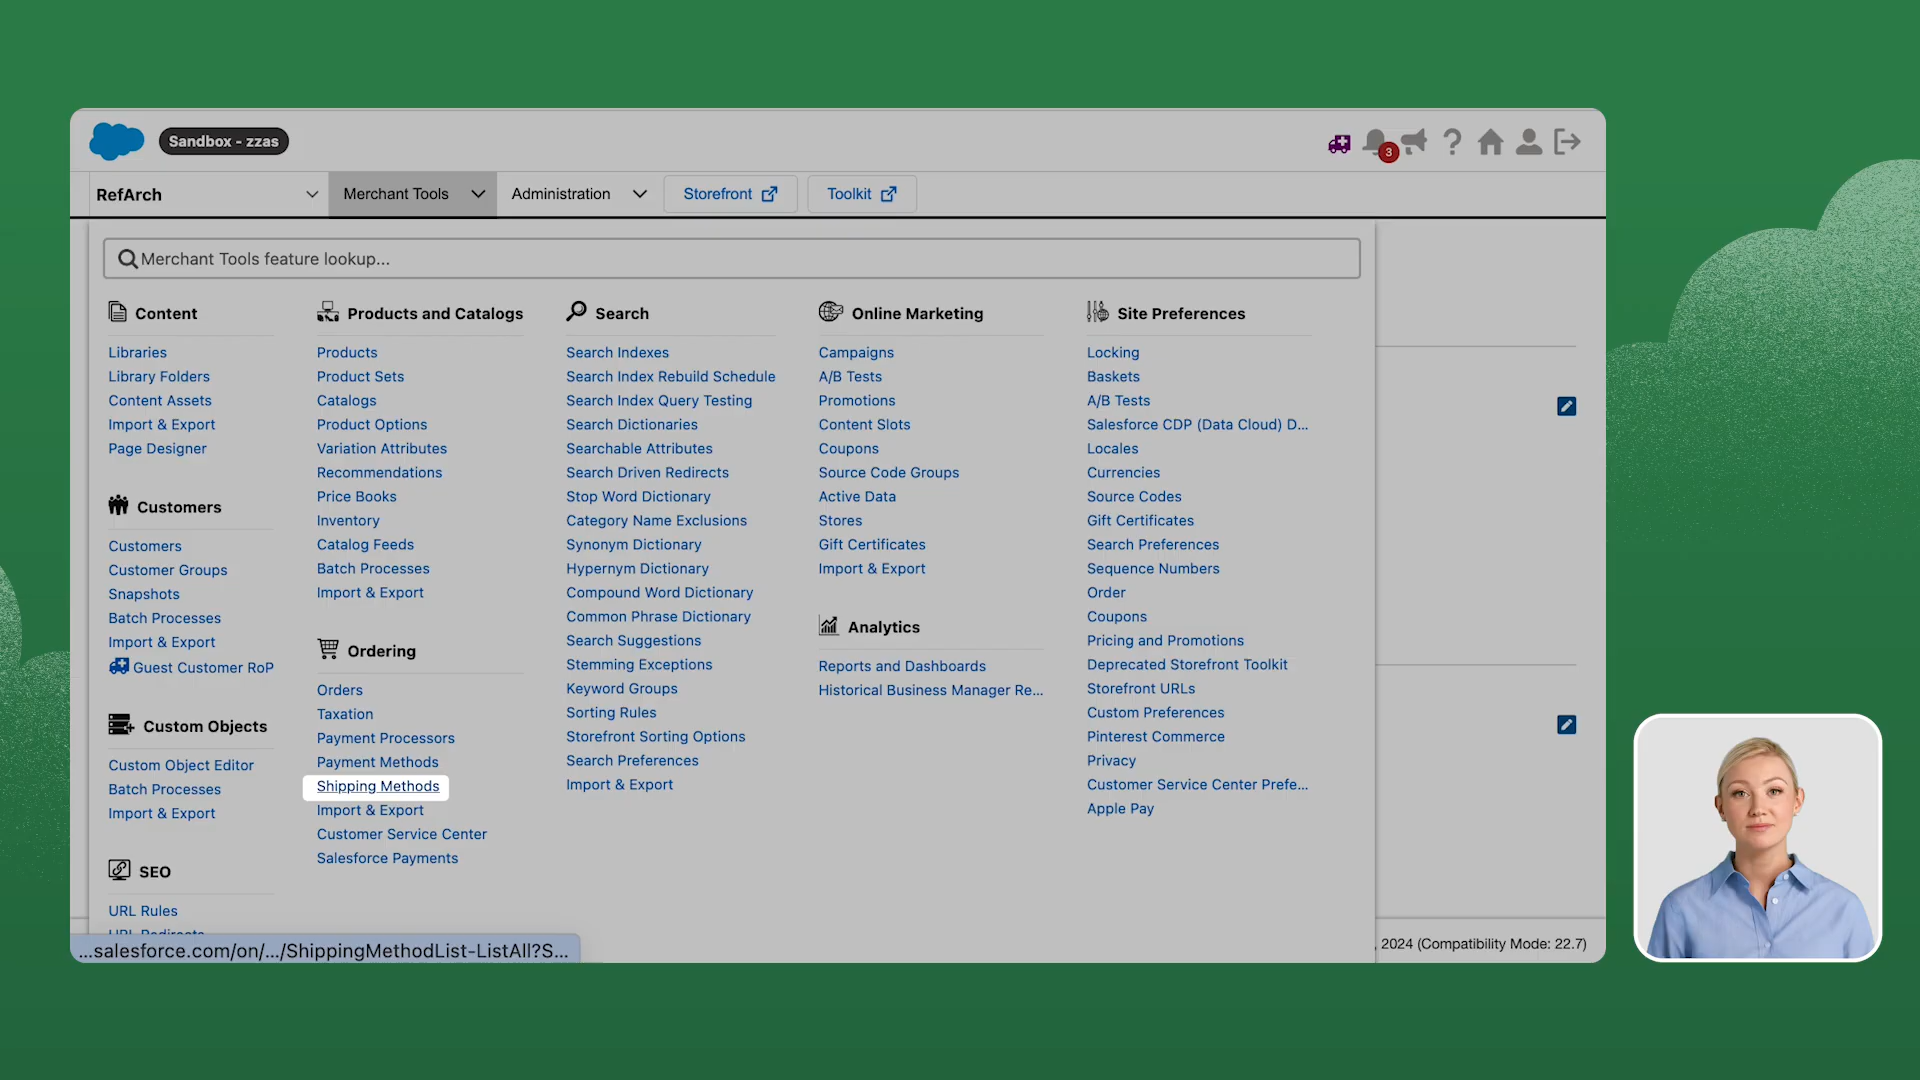 Sandbox - zzas
3
RefArch
Merchant Tools
Administration
Storefront
Toolkit
Merchant Tools feature lookup...
Content
Libraries
Library Folders
Content Assets
Import & Export
Page Designer
Customers
Customers
Customer Groups
Snapshots
Batch Processes
Import & Export
Guest Customer RoP
Custom Objects
Custom Object Editor
Batch Processes
Import & Export
SEO
URL Rules
URL Redirects
Products and Catalogs
Products
Product Sets
Catalogs
Product Options
Variation Attributes
Recommendations
Price Books
Inventory
Catalog Feeds
Batch Processes
Import & Export
Ordering
Orders
Taxation
Payment Processors
Payment Methods
Shipping Methods
Import & Export
Customer Service Center
Salesforce Payments
Search
Search Indexes
Search Index Rebuild Schedule
Search Index Query Testing
Search Dictionaries
Searchable Attributes
Search Driven Redirects
Stop Word Dictionary
Category Name Exclusions
Synonym Dictionary
Hypernym Dictionary
Compound Word Dictionary
Common Phrase Dictionary
Search Suggestions
Stemming Exceptions
Keyword Groups
Sorting Rules
Storefront Sorting Options
Search Preferences
Import & Export
Online Marketing
Campaigns
A/B Tests
Promotions
Content Slots
Coupons
Source Code Groups
Active Data
Stores
Gift Certificates
Import & Export
Analytics
Reports and Dashboards
Historical Business Manager Re...
Site Preferences
Locking
Baskets
A/B Tests
Salesforce CDP (Data Cloud) D...
Locales
Currencies
Source Codes
Gift Certificates
Search Preferences
Sequence Numbers
Order
Coupons
Pricing and Promotions
Deprecated Storefront Toolkit
Storefront URLs
Custom Preferences
Pinterest Commerce
Privacy
Customer Service Center Prefe...
Apple Pay
...salesforce.com/on/.../ShippingMethodList-ListAll?S...
, 2024 (Compatibility Mode: 22.7)